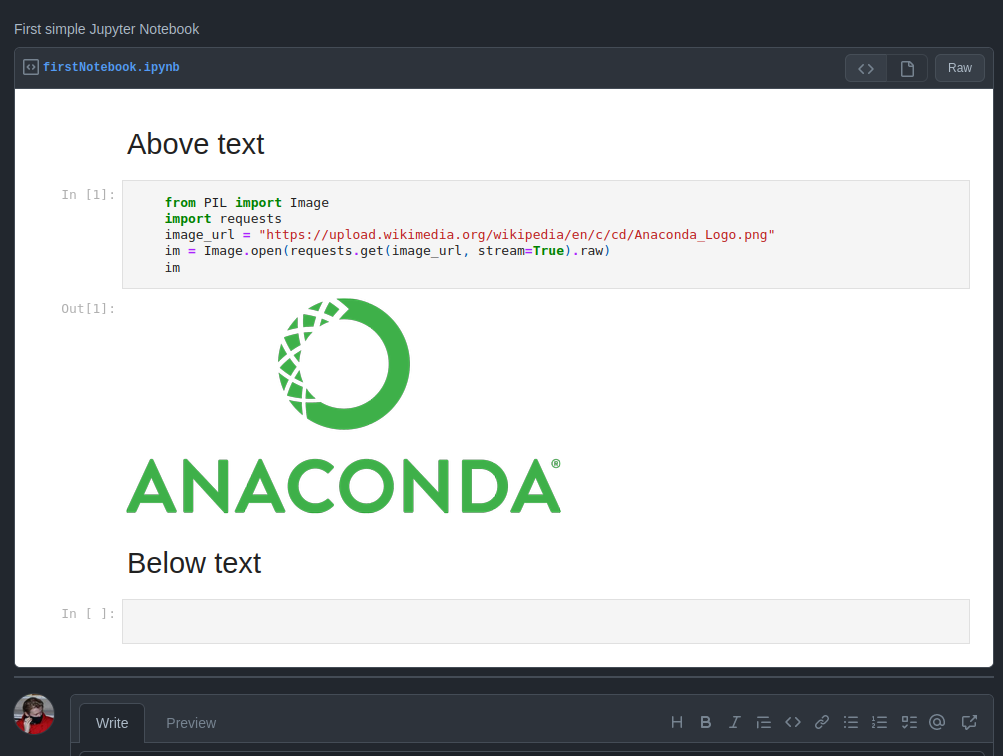 First simple Jupyter Notebook
firstNotebook.ipynb
Raw
Above text
In [1]:
from PIL import Image
import requests
image_url = "https://upload.wikimedia.org/wikipedia/en/c/cd/Anaconda_Logo.png"
im = Image.open(requests.get(image_url, stream=True).raw)
im
Out[1]:
ANACONDA®
Below text
In [ ]:
Write Preview